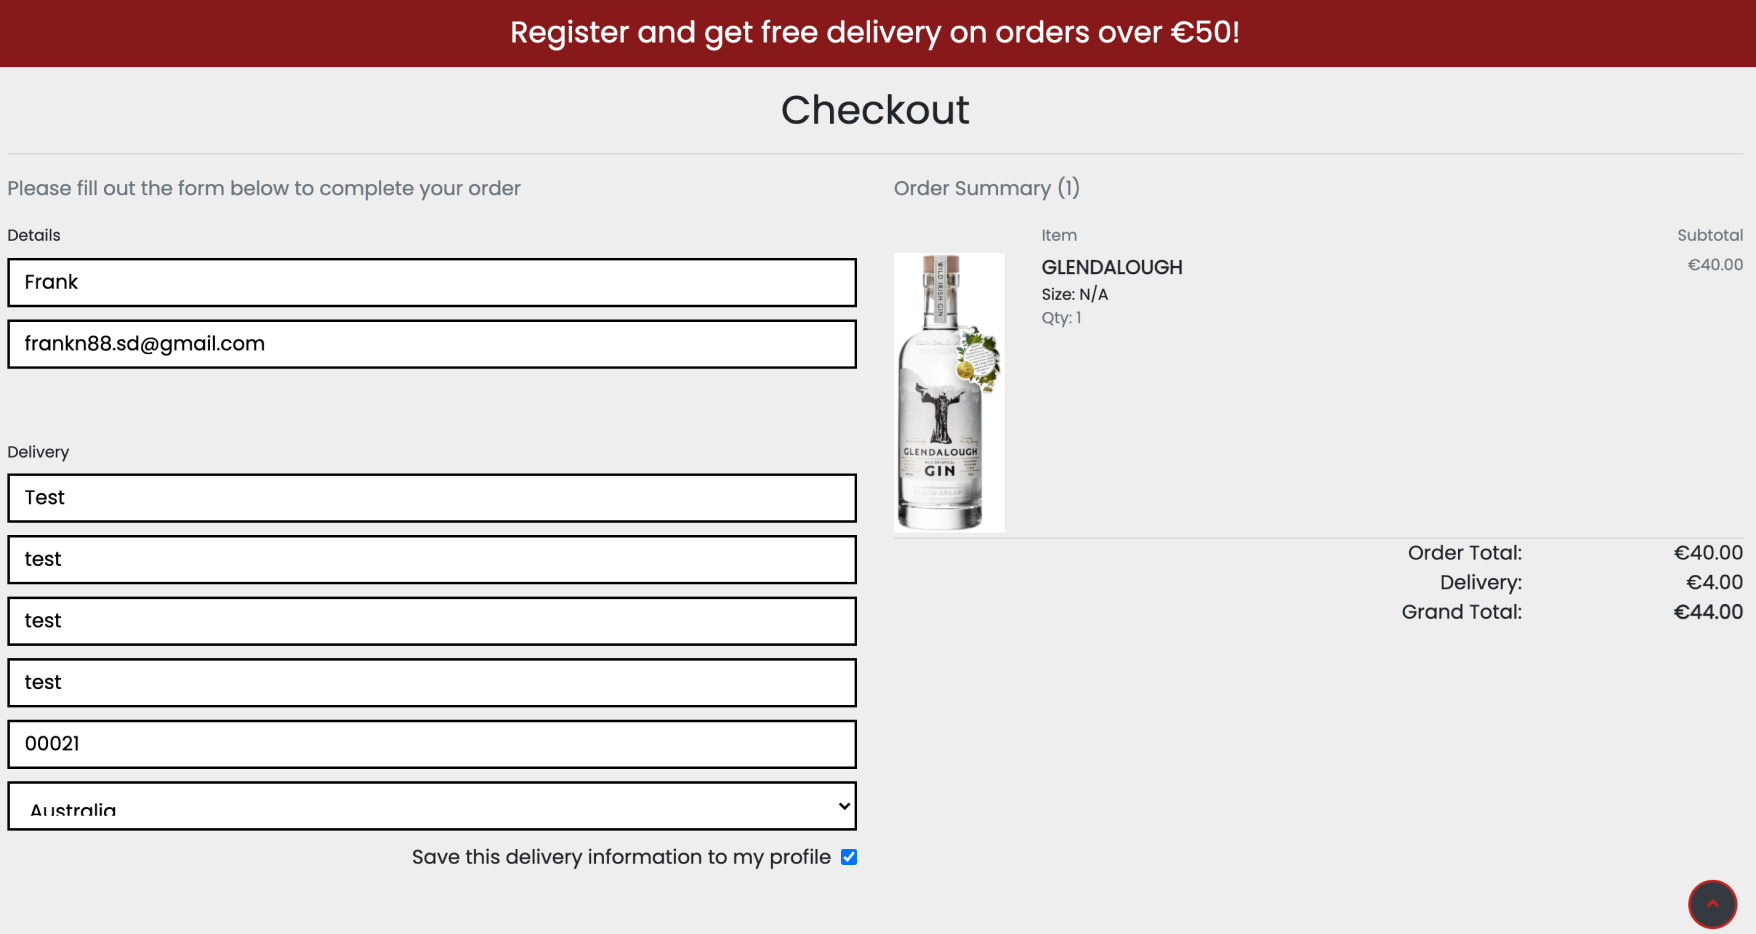 Register and get free delivery on orders over €50!
Checkout
Please fill out the form below to complete your order
Details
Frank
frankn88.sd@gmail.com
Delivery
Test
test
test
test
00021
Australia
Save this delivery information to my profile
Order Summary (1)
Item
Subtotal
GLENDALOUGH
€40.00
Size: N/A
Qty: 1
WILD IRISH GIN
GLENDALOUGH
GIN
Order Total:
€40.00
Delivery:
€4.00
Grand Total:
€44.00